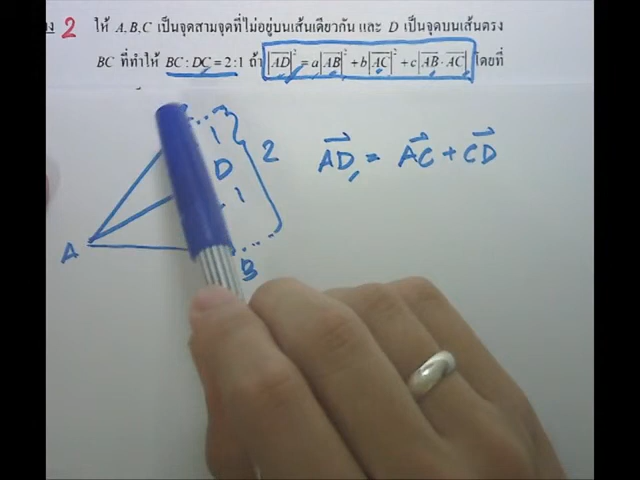 2 ให้ A,B,C เป็นจุดสามจุดที่ไม่อยู่บนเส้นเดียวกัน และ D เป็นจุดบนเส้นตรง
BC ที่ทำให้ BC : DC = 2:1 ถ้า |AD|² = a|AB|² + b|AC|² + c|AB · AC| โดยที่
1
2
D
AD = AC + CD
1
A
B